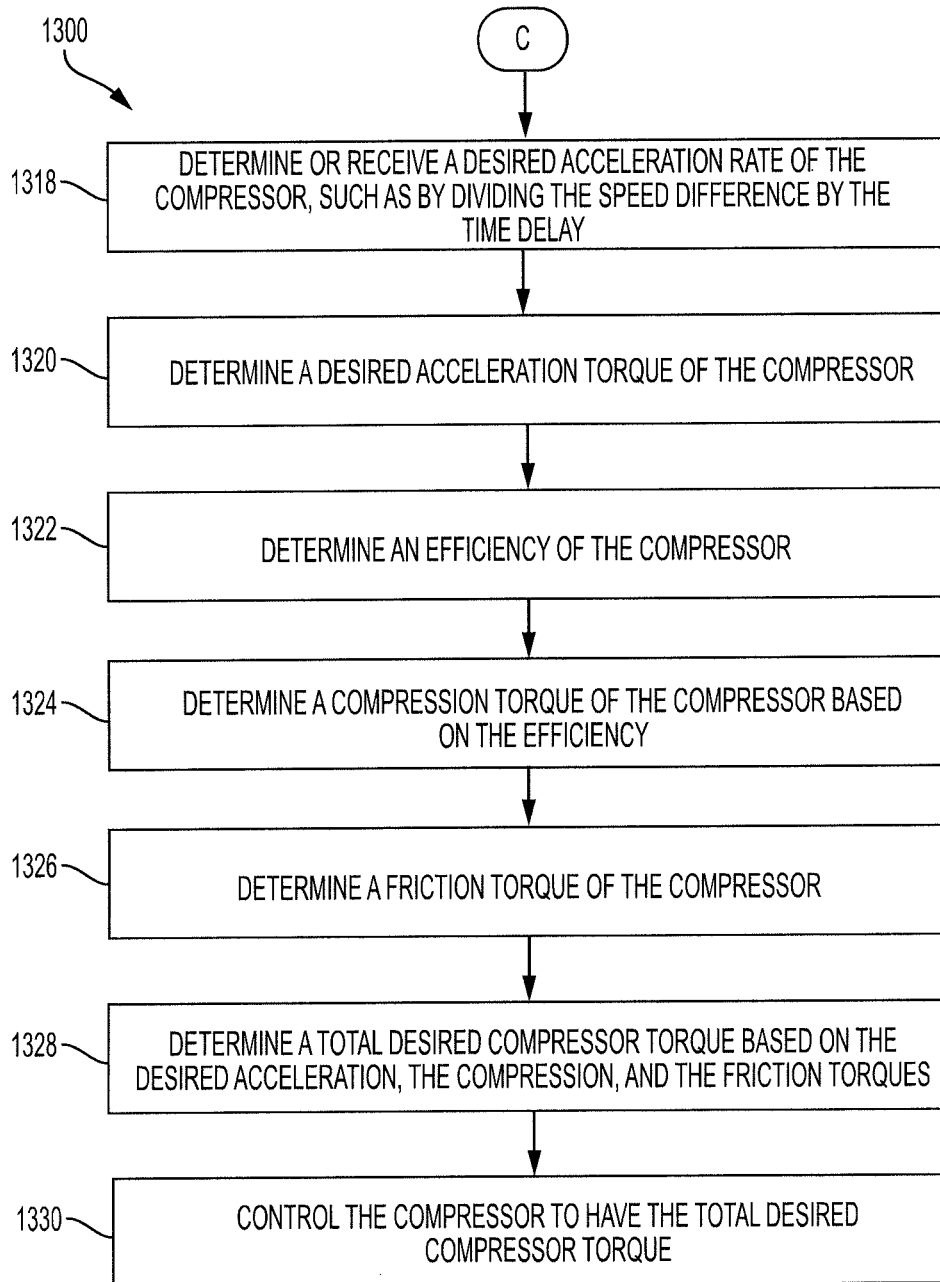 1300
C
1318
DETERMINE OR RECEIVE A DESIRED ACCELERATION RATE OF THE
COMPRESSOR, SUCH AS BY DIVIDING THE SPEED DIFFERENCE BY THE
TIME DELAY
1320
DETERMINE A DESIRED ACCELERATION TORQUE OF THE COMPRESSOR
1322
DETERMINE AN EFFICIENCY OF THE COMPRESSOR
1324
DETERMINE A COMPRESSION TORQUE OF THE COMPRESSOR BASED
ON THE EFFICIENCY
1326
DETERMINE A FRICTION TORQUE OF THE COMPRESSOR
1328
DETERMINE A TOTAL DESIRED COMPRESSOR TORQUE BASED ON THE
DESIRED ACCELERATION, THE COMPRESSION, AND THE FRICTION TORQUES
1330
CONTROL THE COMPRESSOR TO HAVE THE TOTAL DESIRED
COMPRESSOR TORQUE